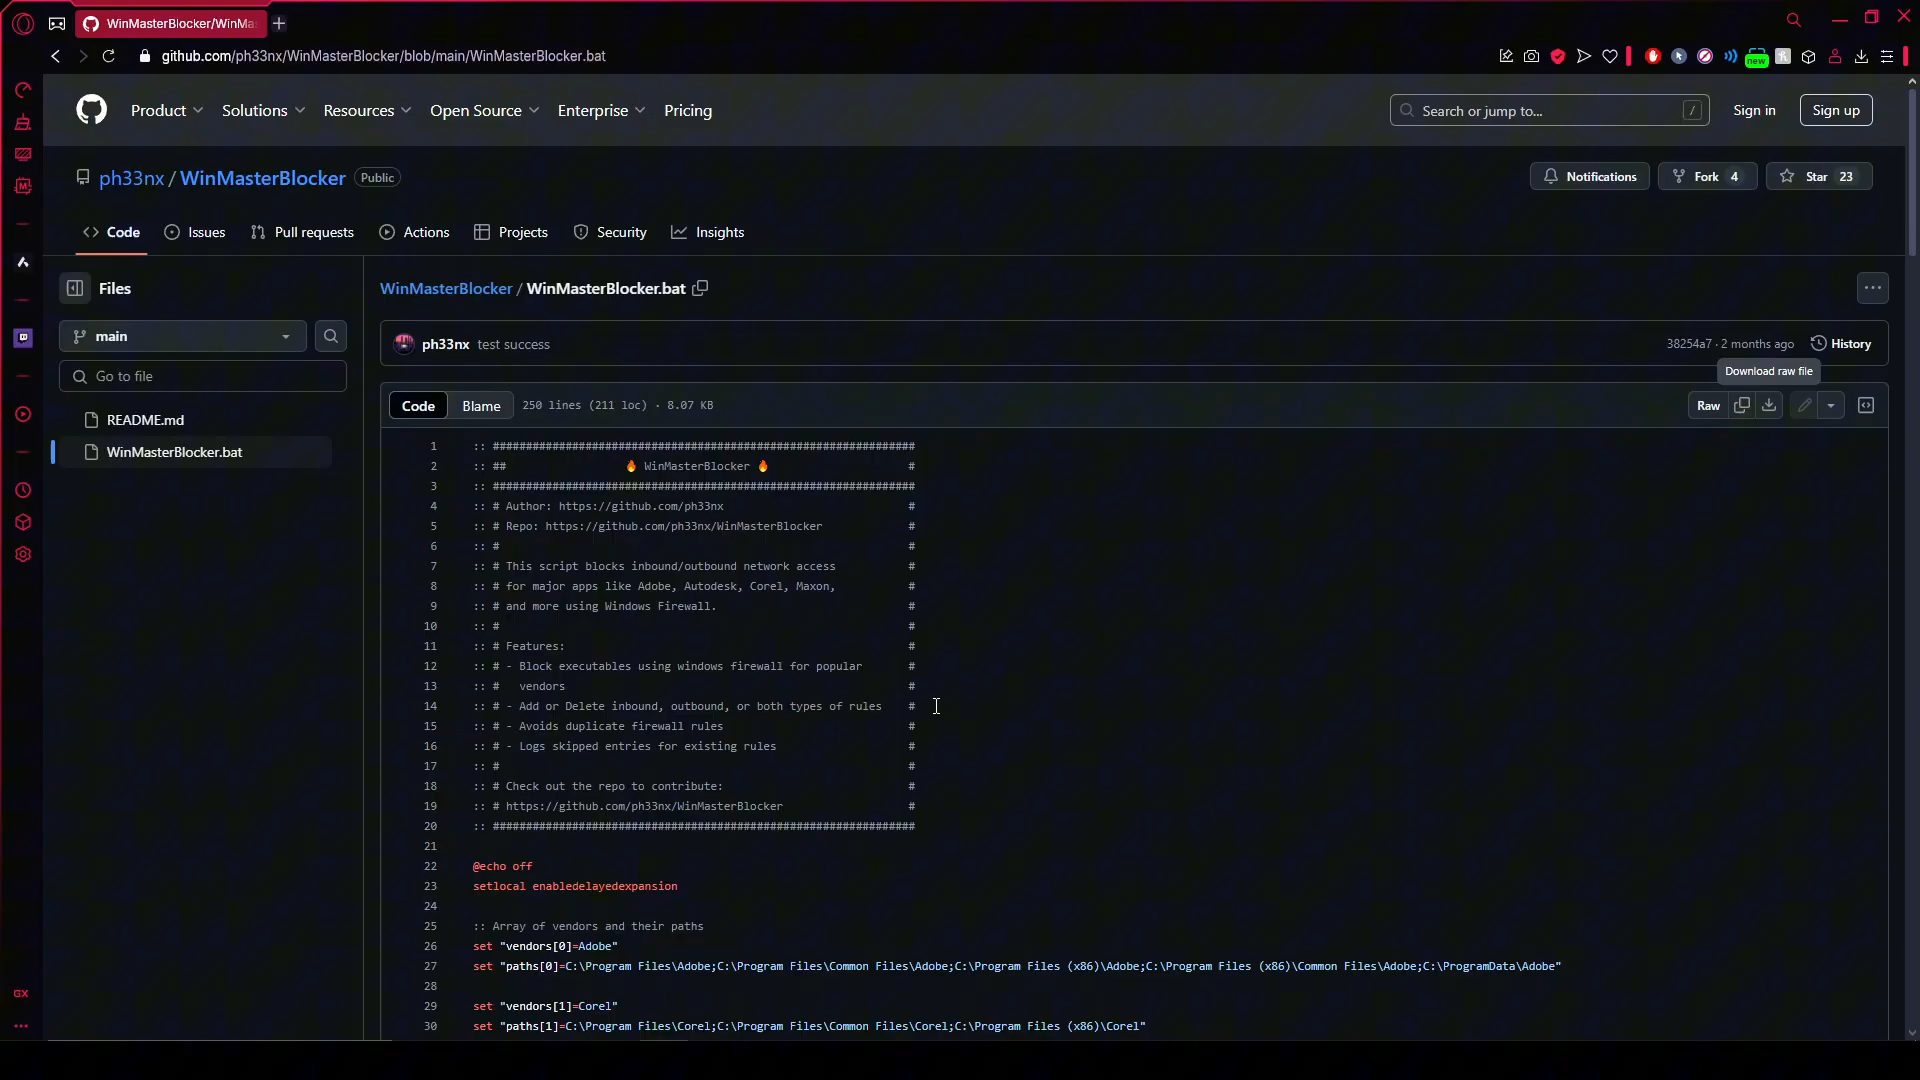 WinMasterBlocker/WinMa
github.com/ph33nx/WinMasterBlocker/blob/main/WinMasterBlocker.bat
new
Product Solutions Resources Open Source Enterprise Pricing
Search or jump to... /
Sign in
Sign up
ph33nx / WinMasterBlocker Public
Notifications
Fork 4
Star 23
Code Issues Pull requests Actions Projects Security Insights
Files
main
Go to file
README.md
WinMasterBlocker.bat
WinMasterBlocker / WinMasterBlocker.bat
ph33nx test success
38254a7 · 2 months ago History
Download raw file
Code Blame 250 lines (211 loc) · 8.07 KB
Raw
1 :: ################################################################
2 :: ## 🔥 WinMasterBlocker 🔥 #
3 :: ################################################################
4 :: # Author: https://github.com/ph33nx #
5 :: # Repo: https://github.com/ph33nx/WinMasterBlocker #
6 :: # #
7 :: # This script blocks inbound/outbound network access #
8 :: # for major apps like Adobe, Autodesk, Corel, Maxon, #
9 :: # and more using Windows Firewall. #
10 :: # #
11 :: # Features: #
12 :: # - Block executables using windows firewall for popular #
13 :: # vendors #
14 :: # - Add or Delete inbound, outbound, or both types of rules #
15 :: # - Avoids duplicate firewall rules #
16 :: # - Logs skipped entries for existing rules #
17 :: # #
18 :: # Check out the repo to contribute: #
19 :: # https://github.com/ph33nx/WinMasterBlocker #
20 :: ################################################################
21
22 @echo off
23 setlocal enabledelayedexpansion
24
25 :: Array of vendors and their paths
26 set "vendors[0]=Adobe"
27 set "paths[0]=C:\Program Files\Adobe;C:\Program Files\Common Files\Adobe;C:\Program Files (x86)\Adobe;C:\Program Files (x86)\Common Files\Adobe;C:\ProgramData\Adobe"
28
29 set "vendors[1]=Corel"
30 set "paths[1]=C:\Program Files\Corel;C:\Program Files\Common Files\Corel;C:\Program Files (x86)\Corel"
GX